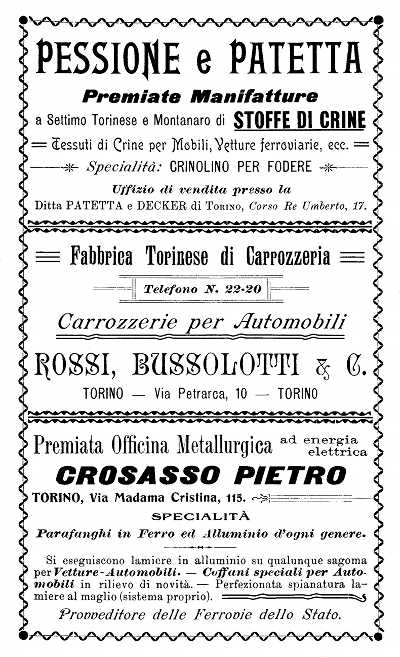 PESSIONE e PATETTA
Premiate Manifatture
a Settimo Torinese e Montanaro di STOFFE DI CRINE
Tessuti di Crine per Mobili, Vetture ferroviarie, ecc.
Specialità: CRINOLINO PER FODERE
Uffizio di vendita presso la
Ditta PATETTA e DECKER di TORINO, Corso Re Umberto, 17.
Fabbrica Torinese di Carrozzeria
Telefono N. 22-20
Carrozzerie per Automobili
ROSSI, BUSSOLOTTI & C.
TORINO — Via Petrarca, 10 — TORINO
Premiata Officina Metallurgica ad energia elettrica
CROSASSO PIETRO
TORINO, Via Madama Cristina, 115.
SPECIALITÀ
Parafanghi in Ferro ed Alluminio d'ogni genere.
Si eseguiscono lamiere in alluminio su qualunque sagoma
per Vetture-Automobili. — Coffani speciali per Auto-
mobili in rilievo di novità. — Perfezionata spianatura la-
miere al maglio (sistema proprio).
Provveditore delle Ferrovie dello Stato.